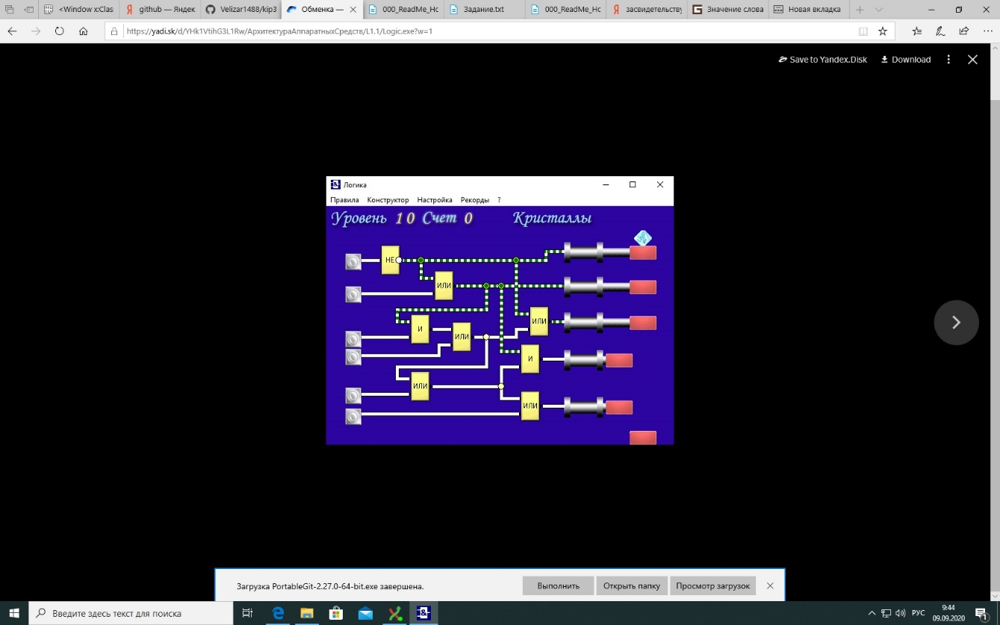 <Window x:Clas
github — Яндек
Velizar1488/kip3
Обменка —
000_ReadMe_Hc
Задание.txt
000_ReadMe_Hc
засвидетельству
Значение слова
Новая вкладка
https://yadi.sk/d/YHk1VtihG3L1Rw/АрхитектураАппаратныхСредств/L1.1/Logic.exe?w=1
Save to Yandex.Disk Download
Логика
Правила Конструктор Настройка Рекорды ?
Уровень 10 Счет 0 Кристаллы
НЕ
ИЛИ
ИЛИ
И
ИЛИ
И
ИЛИ
ИЛИ
Загрузка PortableGit-2.27.0-64-bit.exe завершена.
Выполнить Открыть папку Просмотр загрузок
Введите здесь текст для поиска
РУС
9:44
09.09.2020
1